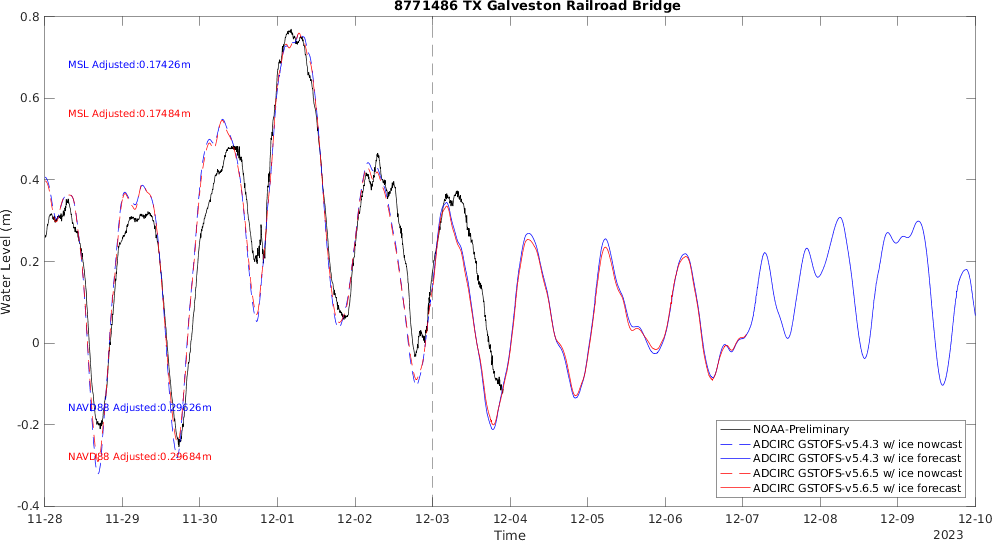 8771486 TX Galveston Railroad Bridge
0.8
0.6
0.4
0.2
0
-0.2
-0.4
Water Level (m)
MSL Adjusted:0.17426m
MSL Adjusted:0.17484m
NAVD88 Adjusted:0.29626m
NAVD88 Adjusted:0.29684m
NOAA-Preliminary
ADCIRC GSTOFS-v5.4.3 w/ ice nowcast
ADCIRC GSTOFS-v5.4.3 w/ ice forecast
ADCIRC GSTOFS-v5.6.5 w/ ice nowcast
ADCIRC GSTOFS-v5.6.5 w/ ice forecast
11-28 11-29 11-30 12-01 12-02 12-03 12-04 12-05 12-06 12-07 12-08 12-09 12-10
Time
2023